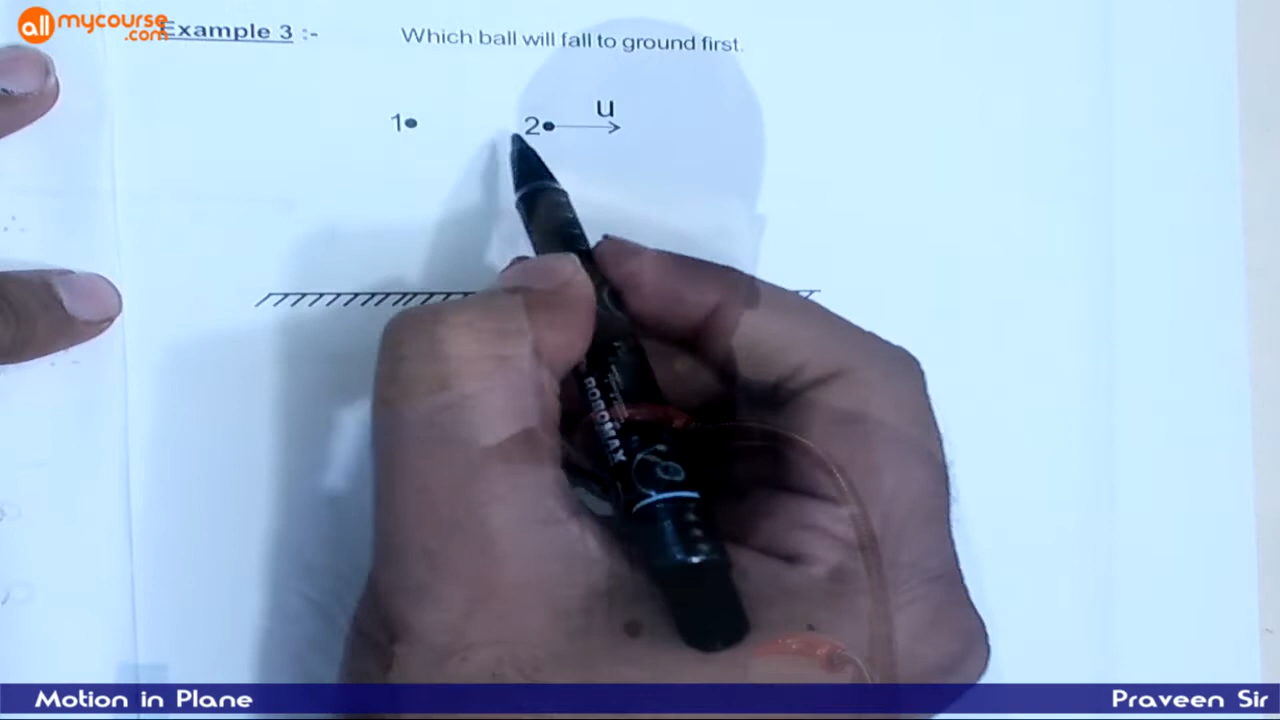 allmycourse.com
Example 3 :-
Which ball will fall to ground first.
u
1
2
ROBOMAX
Motion in Plane
Praveen Sir